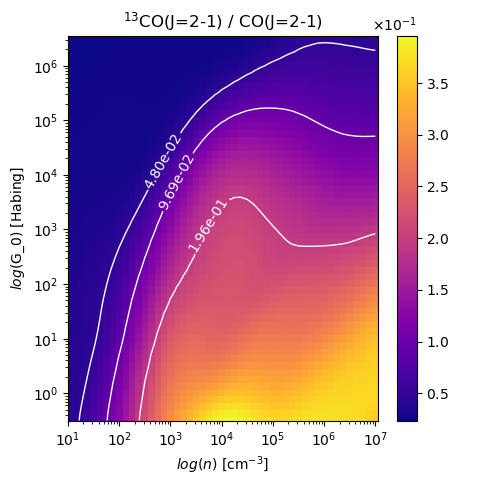 ¹³CO(J=2-1) / CO(J=2-1)
×10⁻¹
10⁶
10⁵
10⁴
10³
10²
10¹
10⁰
log(G_0) [Habing]
4.80e-02
9.69e-02
1.96e-01
3.5
3.0
2.5
2.0
1.5
1.0
0.5
10¹ 10² 10³ 10⁴ 10⁵ 10⁶ 10⁷
log(n) [cm⁻³]